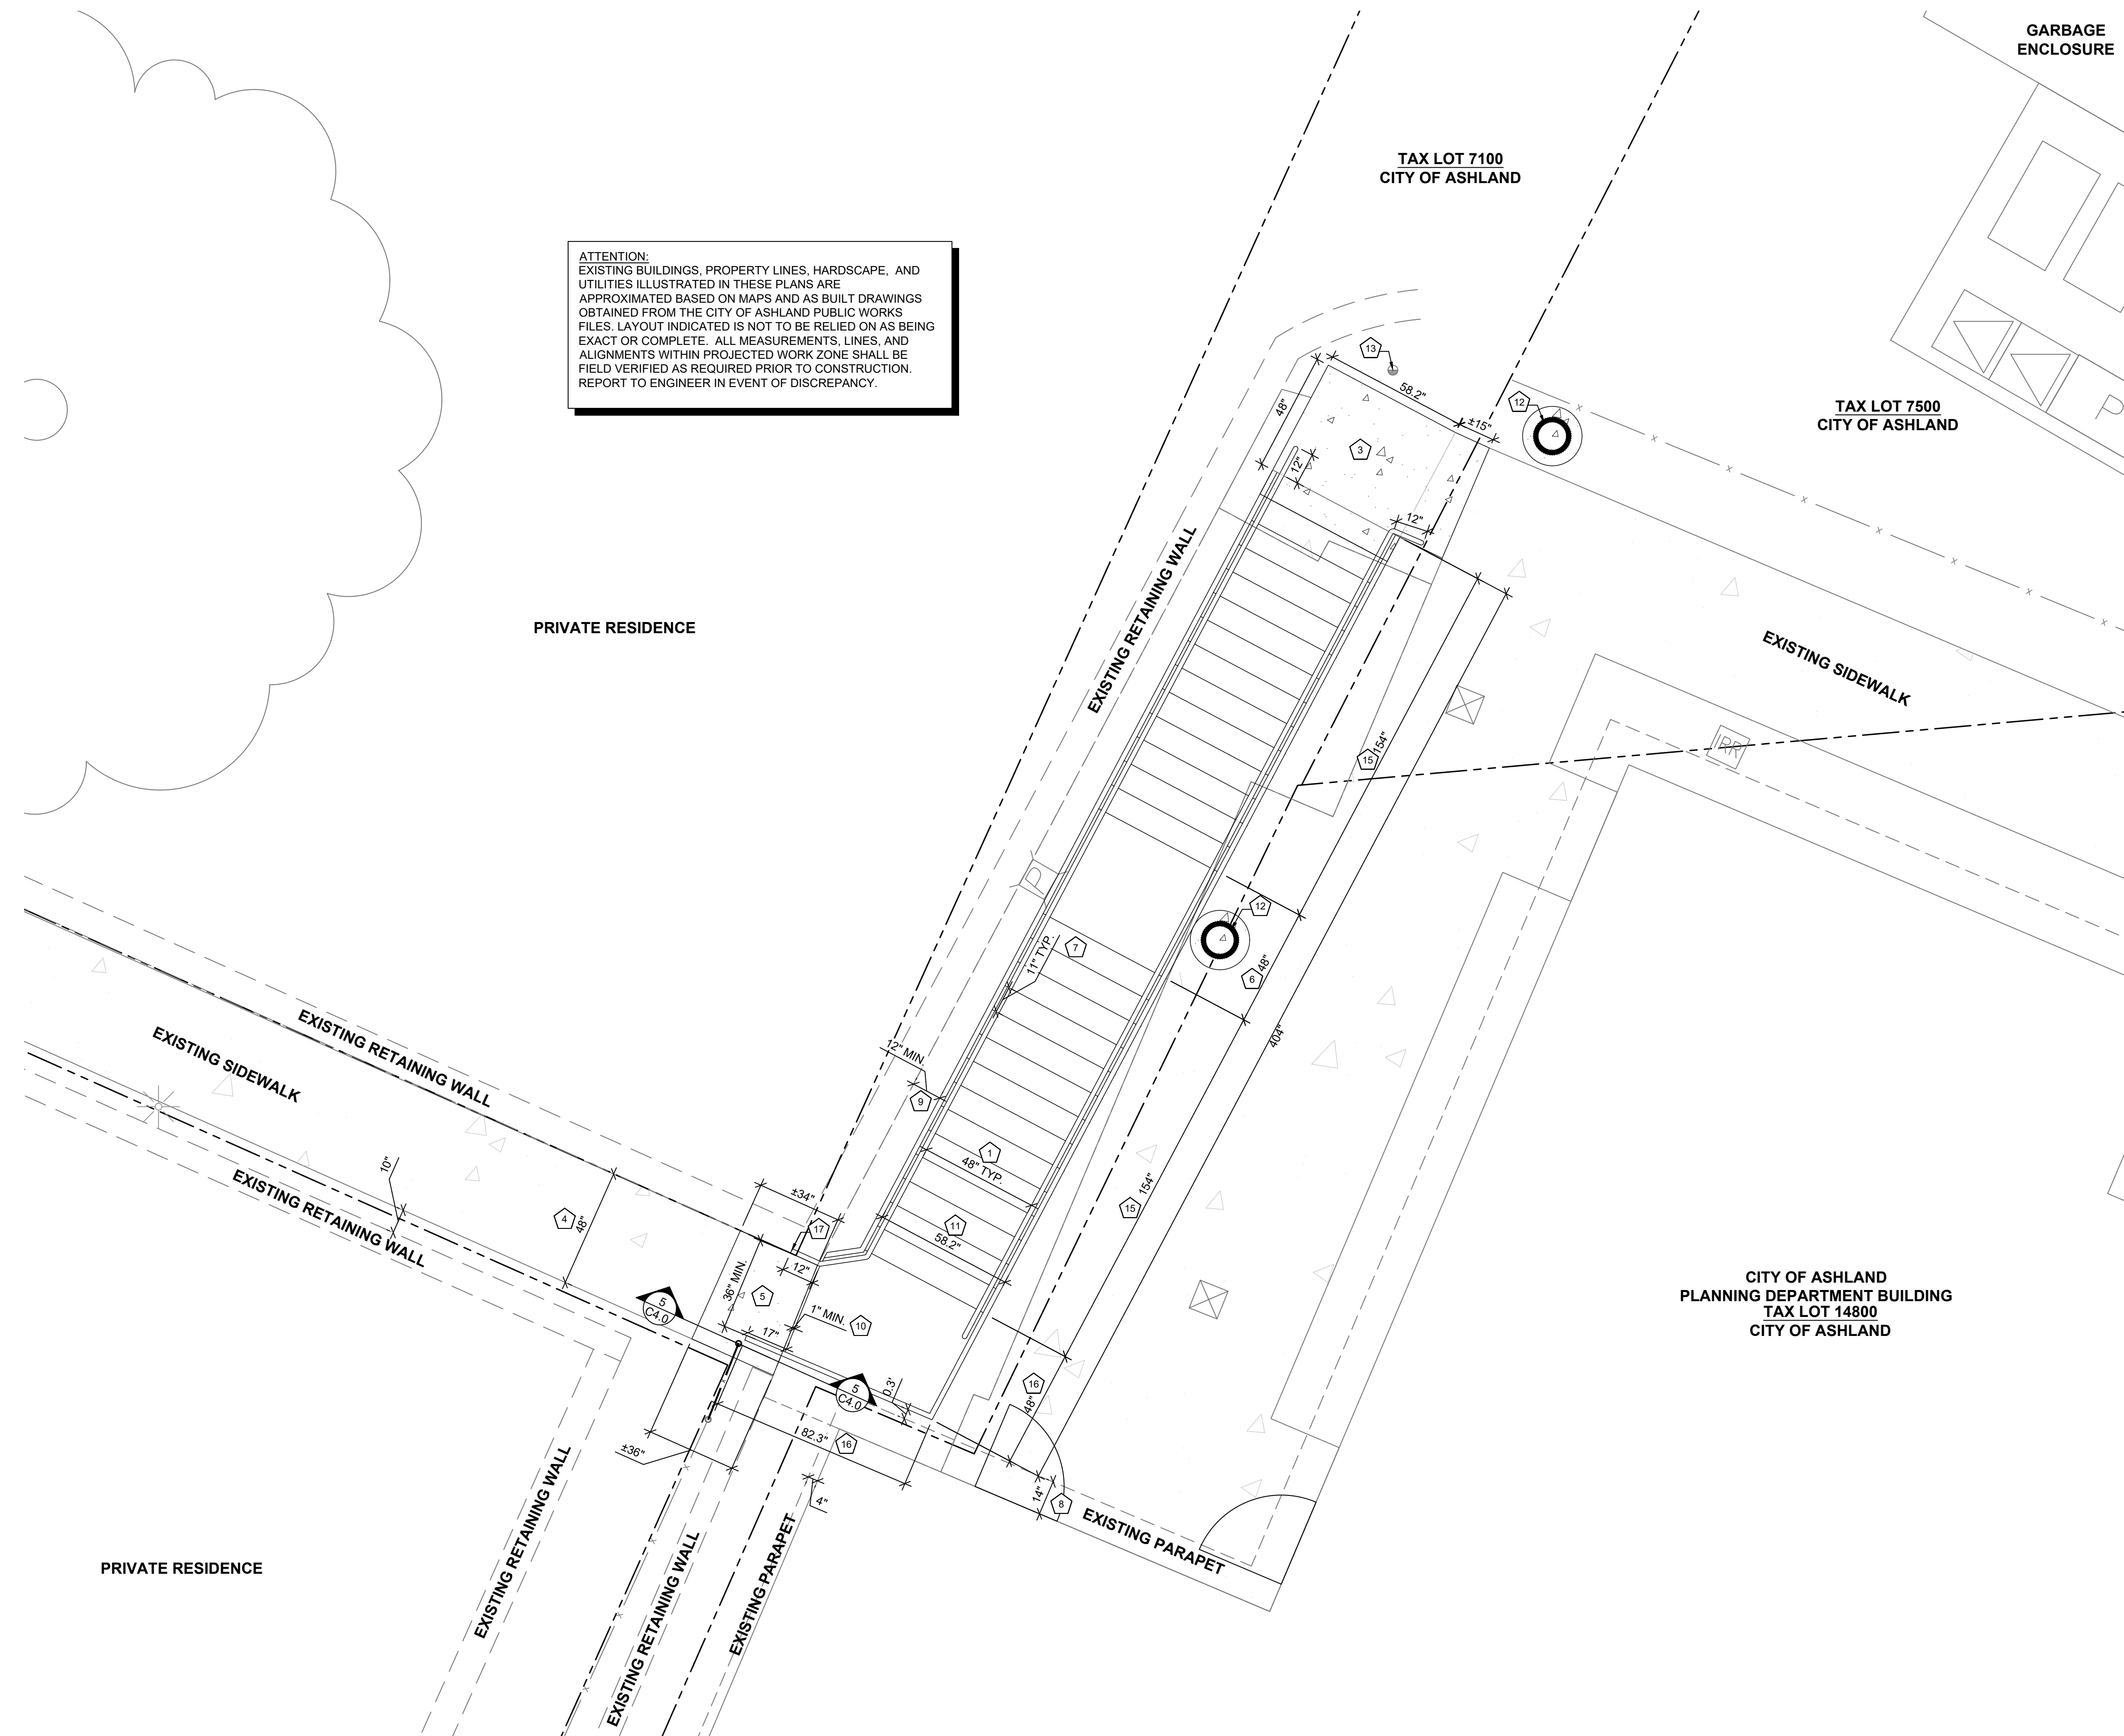 GARBAGE
ENCLOSURE
TAX LOT 7100
CITY OF ASHLAND
ATTENTION:
EXISTING BUILDINGS, PROPERTY LINES, HARDSCAPE, AND
UTILITIES ILLUSTRATED IN THESE PLANS ARE
APPROXIMATED BASED ON MAPS AND AS BUILT DRAWINGS
OBTAINED FROM THE CITY OF ASHLAND PUBLIC WORKS
FILES. LAYOUT INDICATED IS NOT TO BE RELIED ON AS BEING
EXACT OR COMPLETE. ALL MEASUREMENTS, LINES, AND
ALIGNMENTS WITHIN PROJECTED WORK ZONE SHALL BE
FIELD VERIFIED AS REQUIRED PRIOR TO CONSTRUCTION.
REPORT TO ENGINEER IN EVENT OF DISCREPANCY.
13
58.2"
48"
12
±15"
TAX LOT 7500
CITY OF ASHLAND
P
3
12"
12"
EXISTING RETAINING WALL
PRIVATE RESIDENCE
EXISTING SIDEWALK
154"
15
RR
P
12
7
11" TYP.
48"
6
404"
EXISTING RETAINING WALL
EXISTING SIDEWALK
12" MIN.
9
1
48" TYP.
154"
15
10"
EXISTING RETAINING WALL
4
48"
±34"
17
11
58.2"
12"
36" MIN.
5
5
C4.0
1" MIN.
10
17"
CITY OF ASHLAND
PLANNING DEPARTMENT BUILDING
TAX LOT 14800
CITY OF ASHLAND
5
C4.0
0.3'
16
48"
82.3"
16
±36"
4"
14"
8
EXISTING PARAPET
EXISTING RETAINING WALL
EXISTING RETAINING WALL
EXISTING PARAPET
PRIVATE RESIDENCE